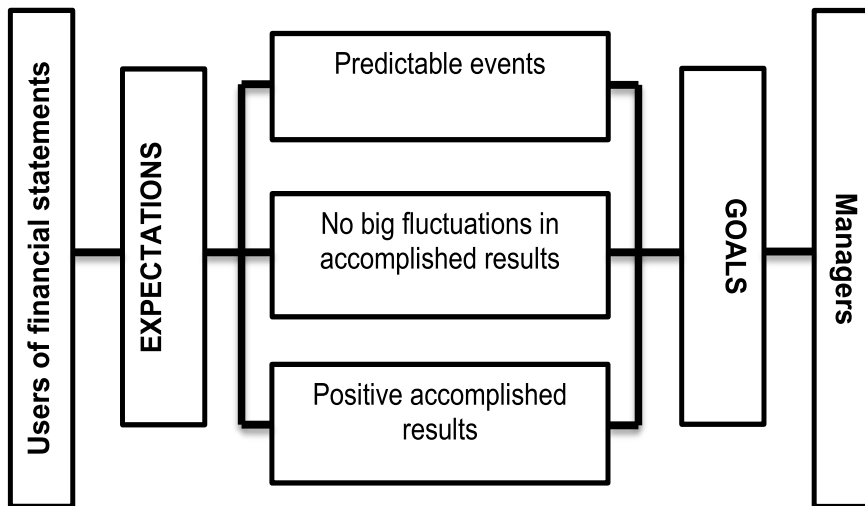 Users of financial statements
EXPECTATIONS
Predictable events
No big fluctuations in
accomplished results
Positive accomplished
results
GOALS
Managers